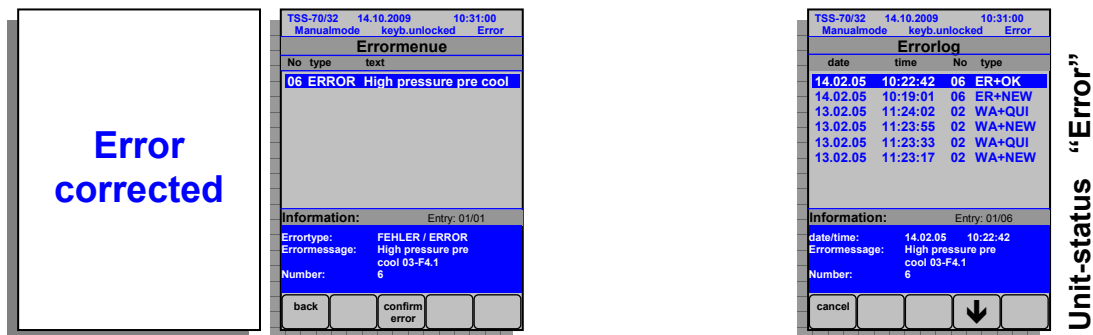 Error
corrected
TSS-70/32 14.10.2009 10:31:00
Manualmode keyb.unlocked Error
Errormenue
No type text
06 ERROR High pressure pre cool
Information: Entry: 01/01
Errortype: FEHLER / ERROR
Errormessage: High pressure pre
cool 03-F4.1
Number: 6
back confirm
error
TSS-70/32 14.10.2009 10:31:00
Manualmode keyb.unlocked Error
Errorlog
date time No type
14.02.05 10:22:42 06 ER+OK
14.02.05 10:19:01 06 ER+NEW
13.02.05 11:24:02 02 WA+QUI
13.02.05 11:23:55 02 WA+NEW
13.02.05 11:23:33 02 WA+QUI
13.02.05 11:23:17 02 WA+NEW
Information: Entry: 01/06
date/time: 14.02.05 10:22:42
Errormessage: High pressure pre
cool 03-F4.1
Number: 6
cancel
Unit-status “Error”